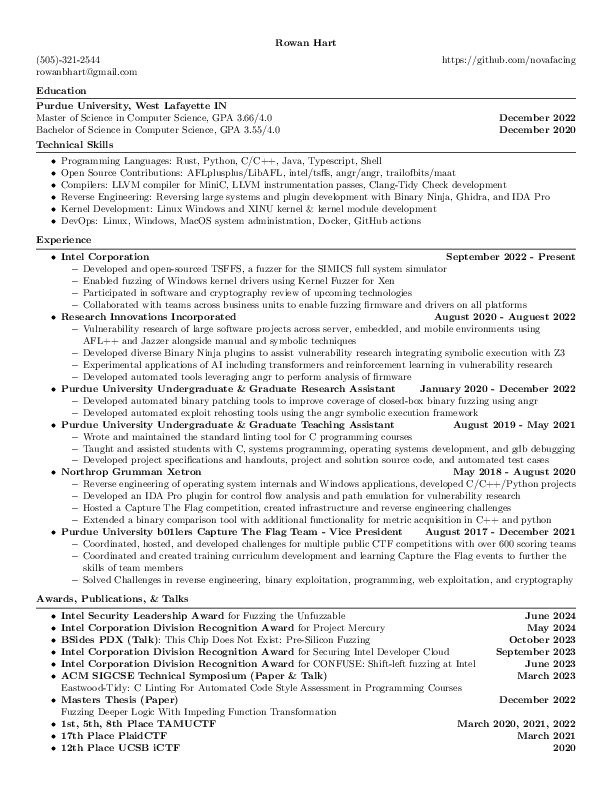 Rowan Hart
(505)-321-2544 https://github.com/novafacing
rowanbhart@gmail.com
Education
Purdue University, West Lafayette IN
Master of Science in Computer Science, GPA 3.66/4.0 December 2022
Bachelor of Science in Computer Science, GPA 3.55/4.0 December 2020
Technical Skills
• Programming Languages: Rust, Python, C/C++, Java, Typescript, Shell
• Open Source Contributions: AFLplusplus/LibAFL, intel/tsffs, angr/angr, trailofbits/maat
• Compilers: LLVM compiler for MiniC, LLVM instrumentation passes, Clang-Tidy Check development
• Reverse Engineering: Reversing large systems and plugin development with Binary Ninja, Ghidra, and IDA Pro
• Kernel Development: Linux Windows and XINU kernel & kernel module development
• DevOps: Linux, Windows, MacOS system administration, Docker, GitHub actions
Experience
• Intel Corporation September 2022 - Present
– Developed and open-sourced TSFFS, a fuzzer for the SIMICS full system simulator
– Enabled fuzzing of Windows kernel drivers using Kernel Fuzzer for Xen
– Participated in software and cryptography review of upcoming technologies
– Collaborated with teams across business units to enable fuzzing firmware and drivers on all platforms
• Research Innovations Incorporated August 2020 - Auguest 2022
– Vulnerability research of large software projects across server, embedded, and mobile environments using
AFL++ and Jazzer alongside manual and symbolic techniques
– Developed diverse Binary Ninja plugins to assist vulnerability research integrating symbolic execution with Z3
– Experimental applications of AI including transformers and reinforcement learning in vulnerability research
– Developed automated tools leveraging angr to perform analysis of firmware
• Purdue University Undergraduate & Graduate Research Assistant January 2020 - December 2022
– Developed automated binary patching tools to improve coverage of closed-box binary fuzzing using angr
– Developed automated exploit rehosting tools using the angr symbolic execution framework
• Purdue University Undergraduate & Graduate Teaching Assistant August 2019 - May 2021
– Wrote and maintained the standard linting tool for C programming courses
– Taught and assisted students with C, systems programming, operating systems development, and gdb debugging
– Developed project specifications and handouts, project and solution source code, and automated test cases
• Northrop Grumman Xetron May 2018 - August 2020
– Reverse engineering of operating system internals and Windows applications, developed C/C++/Python projects
– Developed an IDA Pro plugin for control flow analysis and path emulation for vulnerability research
– Hosted a Capture The Flag competition, created infrastructure and reverse engineering challenges
– Extended a binary comparison tool with additional functionality for metric acquisition in C++ and python
• Purdue University b01lers Capture The Flag Team - Vice President August 2017 - December 2021
– Coordinated, hosted, and developed challenges for multiple public CTF competitions with over 600 scoring teams
– Coordinated and created training curriculum development and learning Capture the Flag events to further the
skills of team members
– Solved Challenges in reverse engineering, binary exploitation, programming, web exploitation, and cryptography
Awards, Publications, & Talks
• Intel Security Leadership Award for Fuzzing the Unfuzzable June 2024
• Intel Corporation Division Recognition Award for Project Mercury May 2024
• BSides PDX (Talk): This Chip Does Not Exist: Pre-Silicon Fuzzing October 2023
• Intel Corporation Division Recognition Award for Securing Intel Developer Cloud September 2023
• Intel Corporation Division Recognition Award for CONFUSE: Shift-left fuzzing at Intel June 2023
• ACM SIGCSE Technical Symposium (Paper & Talk) March 2023
Eastwood-Tidy: C Linting For Automated Code Style Assessment in Programming Courses
• Masters Thesis (Paper) December 2022
Fuzzing Deeper Logic With Impeding Function Transformation
• 1st, 5th, 8th Place TAMUCTF March 2020, 2021, 2022
• 17th Place PlaidCTF March 2021
• 12th Place UCSB iCTF 2020